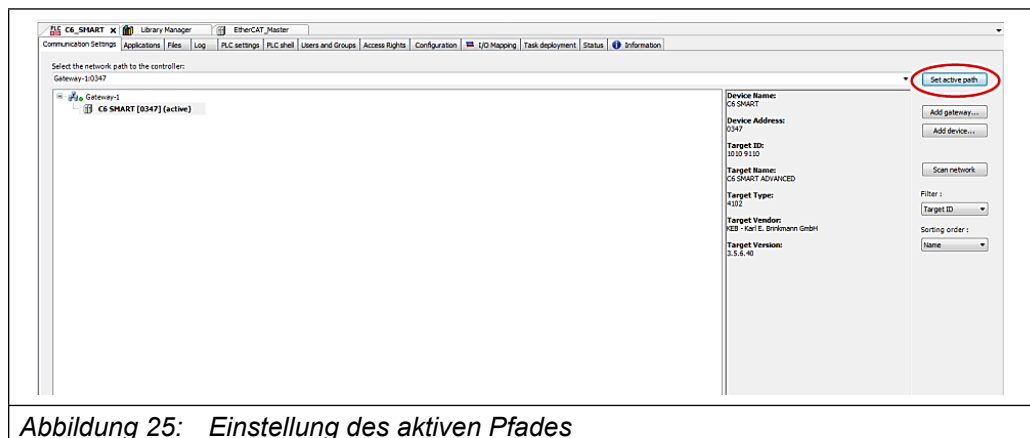 C6_SMART X Library Manager EtherCAT_Master
Communication Settings Applications Files Log PLC settings PLC shell Users and Groups Access Rights Configuration I/O Mapping Task deployment Status Information
Select the network path to the controller:
Gateway-1:0347
Set active path
Gateway-1
C6 SMART [0347] (active)
Device Name:
C6 SMART
Device Address:
0347
Target ID:
1010 9110
Target Name:
C6 SMART ADVANCED
Target Type:
4102
Target Vendor:
KEB - Karl E. Brinkmann GmbH
Target Version:
3.5.6.40
Add gateway...
Add device...
Scan network
Filter :
Target ID
Sorting order :
Name
Abbildung 25: Einstellung des aktiven Pfades